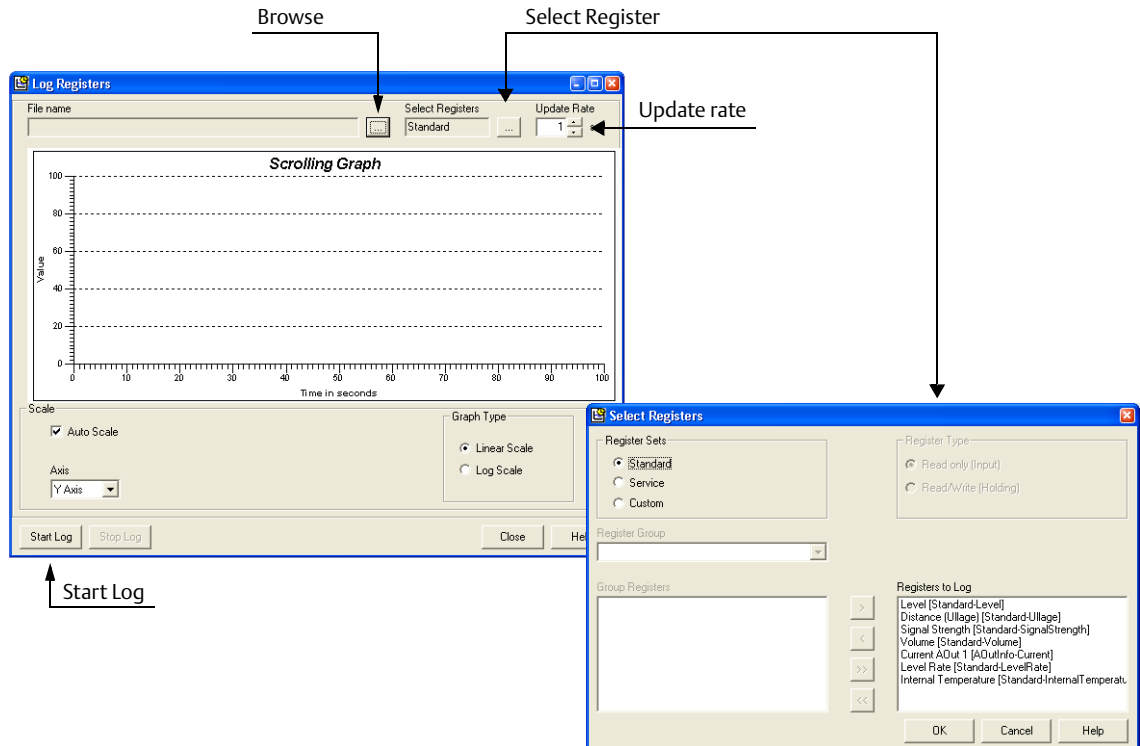 Browse
Select Register
Log Registers
File name
Select Registers
Update Rate
...
Standard
...
1
Update rate
Scrolling Graph
100
80
60
40
20
0
Value
0 10 20 30 40 50 60 70 80 90 100
Time in seconds
Scale
Auto Scale
Axis
Y Axis
Graph Type
Linear Scale
Log Scale
Start Log
Stop Log
Close
Start Log
Select Registers
Register Sets
Standard
Service
Custom
Register Type
Read only (Input)
Read/Write (Holding)
Register Group
Group Registers
>
<
>>
<<
Registers to Log
Level [Standard-Level]
Distance (Ullage) [Standard-Ullage]
Signal Strength [Standard-SignalStrength]
Volume [Standard-Volume]
Current AOut 1 [AOutInfo-Current]
Level Rate [Standard-LevelRate]
Internal Temperature [Standard-InternalTemperatu
OK
Cancel
Help